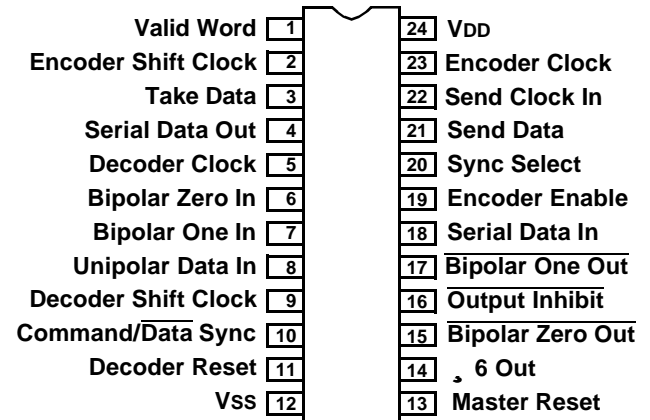 Valid Word 1 24 VDD
Encoder Shift Clock 2 23 Encoder Clock
Take Data 3 22 Send Clock In
Serial Data Out 4 21 Send Data
Decoder Clock 5 20 Sync Select
Bipolar Zero In 6 19 Encoder Enable
Bipolar One In 7 18 Serial Data In
Unipolar Data In 8 17 Bipolar One Out
Decoder Shift Clock 9 16 Output Inhibit
Command/Data Sync 10 15 Bipolar Zero Out
Decoder Reset 11 14 6 Out
Vss 12 13 Master Reset